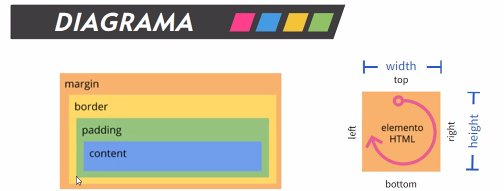 DIAGRAMA
margin
border
padding
content
width
top
left
elemento
HTML
right
height
bottom